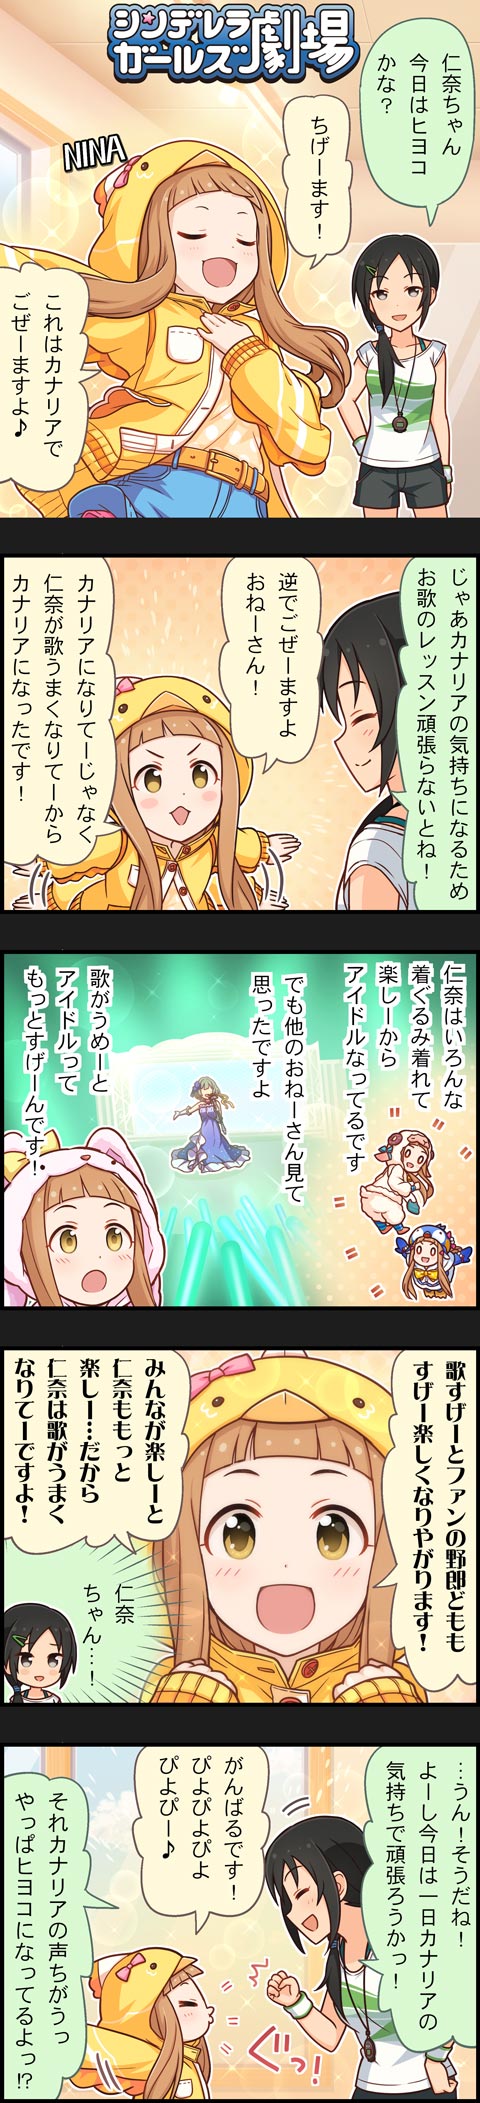 シンデレラ
ガールズ劇場
仁奈ちゃん
今日はヒヨコ
かな?
ちげーます!
NINA
これはカナリアで
ごぜーますよ♪
じゃあカナリアの気持ちになるため
お歌のレッスン頑張らないとね!
逆でごぜーますよ
おねーさん!
カナリアになりてーじゃなく
仁奈が歌うまくなりてーから
カナリアになったです!
仁奈はいろんな
着ぐるみ着れて
楽しーから
アイドルなってるです
でも他のおねーさん見て
思ったですよ
歌がうめーと
アイドルって
もっとすげーんです!
歌すげーとファンの野郎どもも
すげー楽しくなりやがります!
みんなが楽しーと
仁奈ももっと
楽しー…だから
仁奈は歌がうまく
なりてーですよ!
仁奈
ちゃん…!
…うん!そうだね!
よーし今日は一日カナリアの
気持ちで頑張ろうかっ!
がんばるです!
ぴよぴよぴよ
ぴよぴー♪
ぐっ!
それカナリアの声ちがうっ
やっぱヒヨコになってるよっ!?